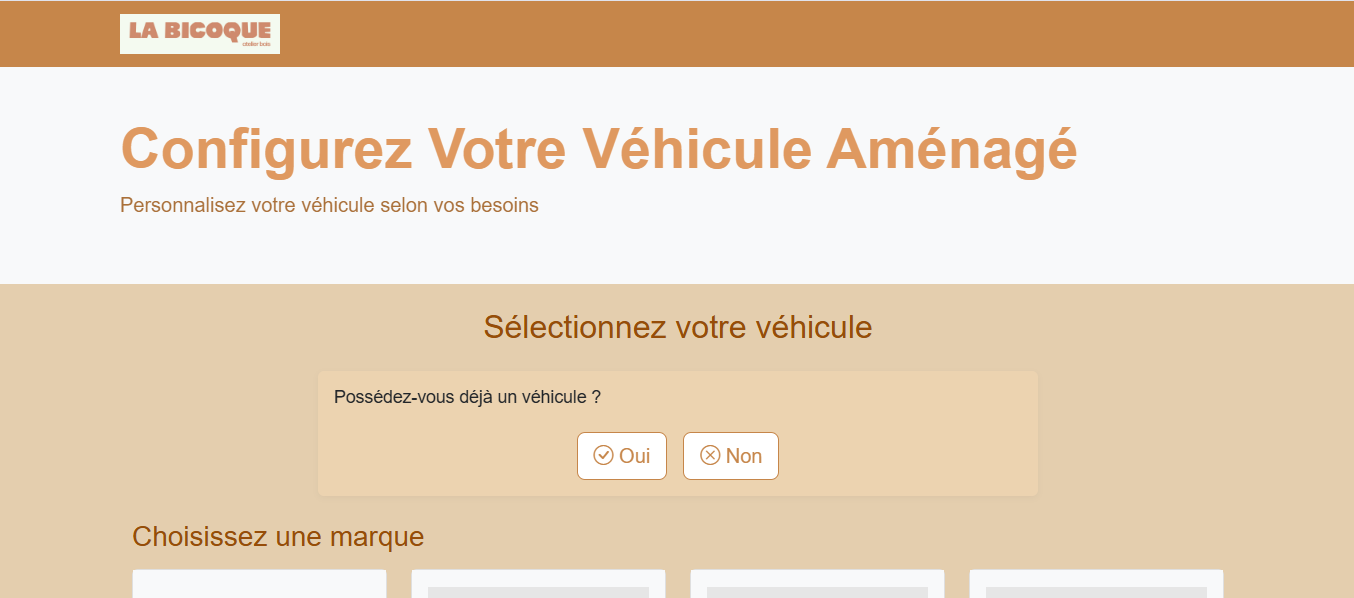 LA BICOQUE
atelier bois
Configurez Votre Véhicule Aménagé
Personnalisez votre véhicule selon vos besoins
Sélectionnez votre véhicule
Possédez-vous déjà un véhicule ?
Oui Non
Choisissez une marque